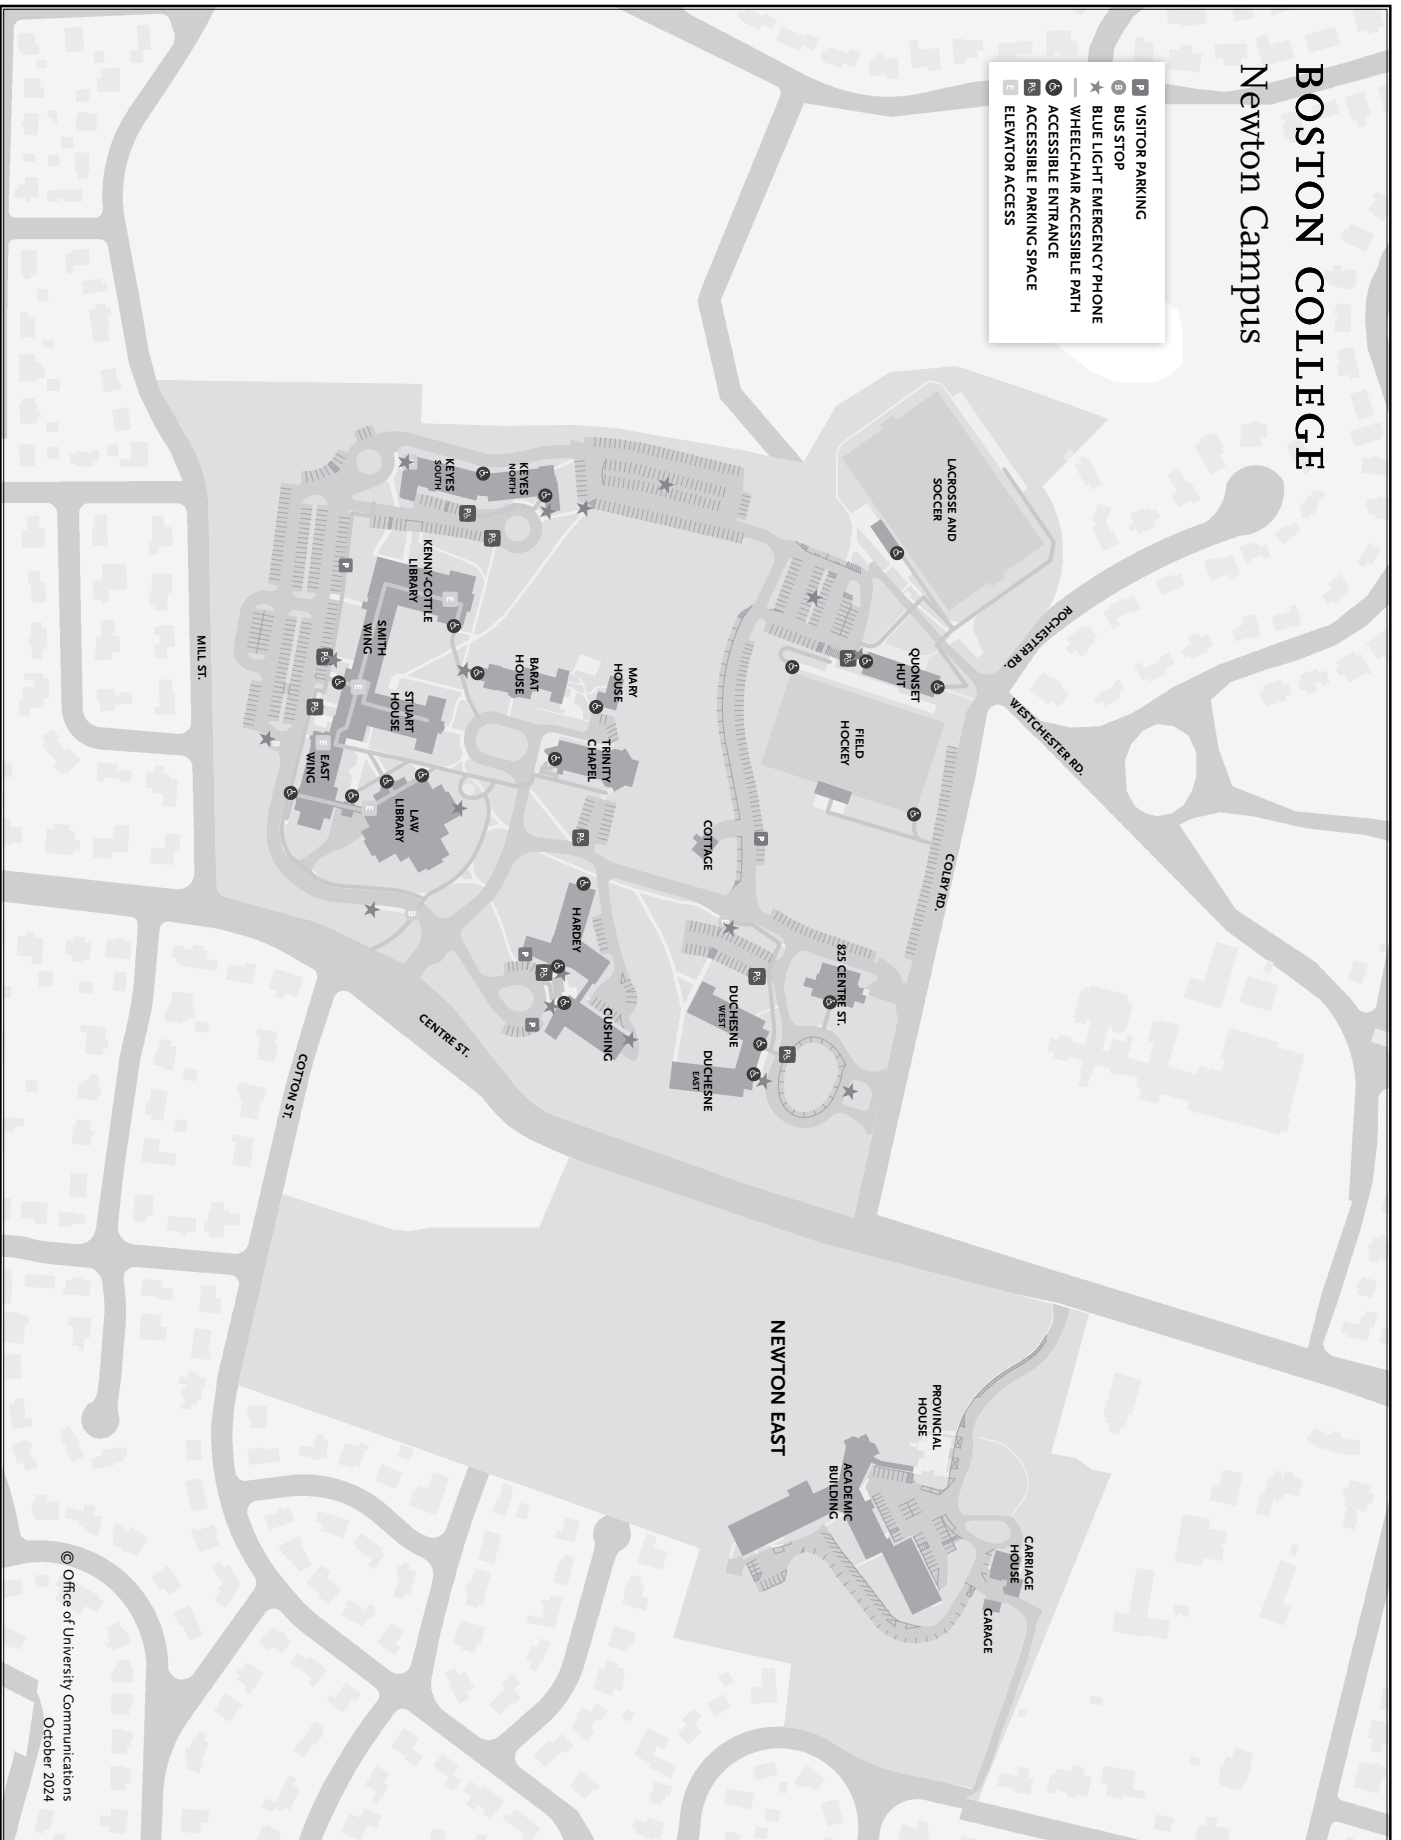 BOSTON COLLEGE
Newton Campus
P VISITOR PARKING
B BUS STOP
BLUE LIGHT EMERGENCY PHONE
WHEELCHAIR ACCESSIBLE PATH
ACCESSIBLE ENTRANCE
P ACCESSIBLE PARKING SPACE
E ELEVATOR ACCESS
LACROSSE AND
SOCCER
ROCHESTER RD.
WESTCHESTER RD.
QUONSET
HUT
FIELD
HOCKEY
COLBY RD.
COTTAGE
P
825 CENTRE ST.
P
P
P
B
DUCHESNE
WEST
DUCHESNE
EAST
KEYES
NORTH
KEYES
SOUTH
P
P
KENNY-COTTLE
LIBRARY
E
P
SMITH
WING
BARAT
HOUSE
MARY
HOUSE
TRINITY
CHAPEL
P
STUART
HOUSE
E
P
P
E
EAST
WING
B
LAW
LIBRARY
E
B
HARDEY
P
P
CUSHING
P
MILL ST.
CENTRE ST.
COTTON ST.
NEWTON EAST
PROVINCIAL
HOUSE
ACADEMIC
BUILDING
CARRIAGE
HOUSE
GARAGE
© Office of University Communications
October 2024